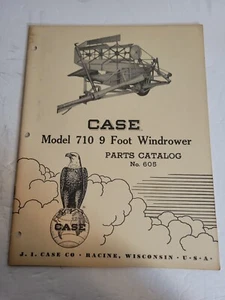 CASE
Model 710 9 Foot Windrower
PARTS CATALOG
No. 605
CASE
J. I. CASE CO · RACINE, WISCONSIN · U·S·A·